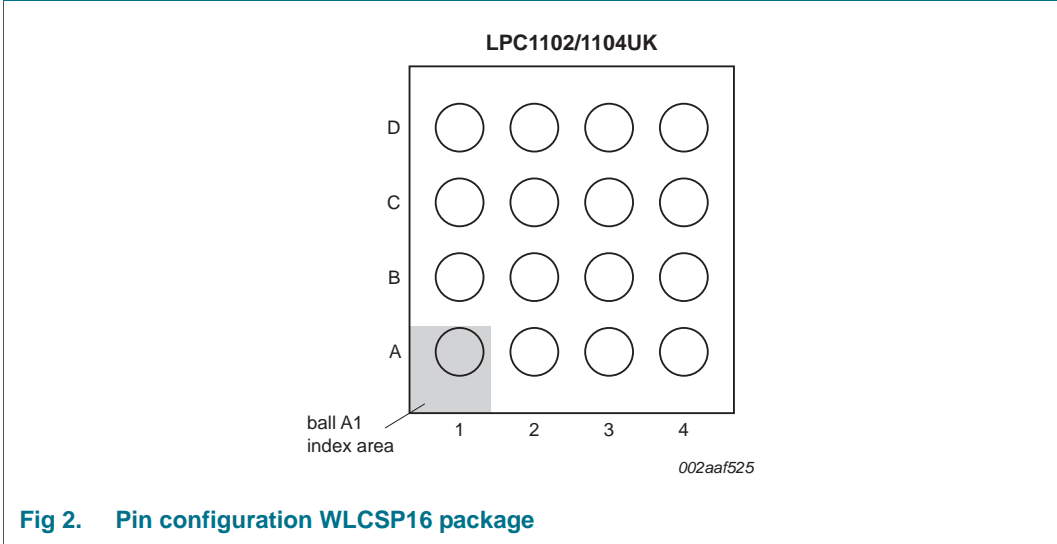 LPC1102/1104UK
D
C
B
A
ball A1
index area
1 2 3 4
002aaf525
Fig 2. Pin configuration WLCSP16 package